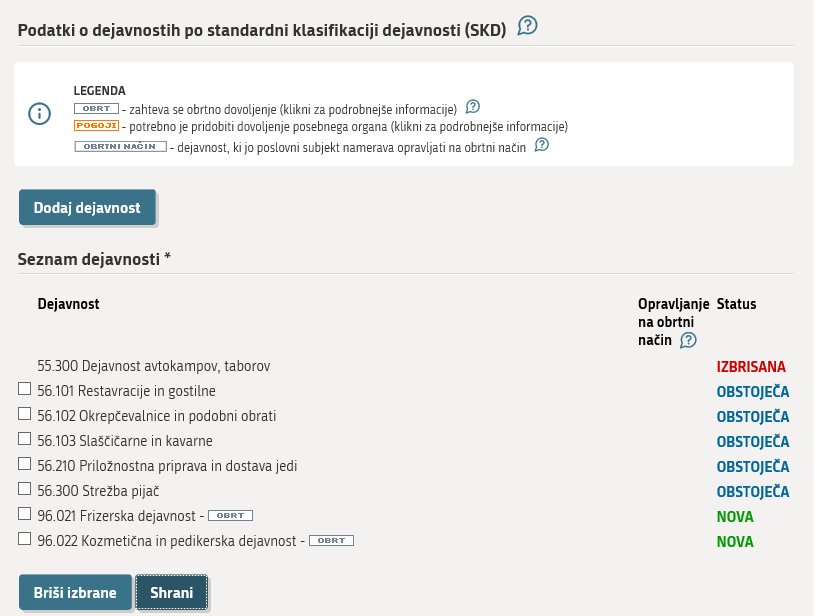 Podatki o dejavnostih po standardni klasifikaciji dejavnosti (SKD) ?
LEGENDA
OBRT - zahteva se obrtno dovoljenje (klikni za podrobnejše informacije) ?
POGOJI - potrebno je pridobiti dovoljenje posebnega organa (klikni za podrobnejše informacije)
OBRTNI NAČIN - dejavnost, ki jo poslovni subjekt namerava opravljati na obrtni način ?
Dodaj dejavnost
Seznam dejavnosti *
Dejavnost
Opravljanje
na obrtni
način ?
Status
55.300 Dejavnost avtokampov, taborov IZBRISANA
56.101 Restavracije in gostilne OBSTOJEČA
56.102 Okrepčevalnice in podobni obrati OBSTOJEČA
56.103 Slaščičarne in kavarne OBSTOJEČA
56.210 Priložnostna priprava in dostava jedi OBSTOJEČA
56.300 Strežba pijač OBSTOJEČA
96.021 Frizerska dejavnost - OBRT NOVA
96.022 Kozmetična in pedikerska dejavnost - OBRT NOVA
Briši izbrane Shrani